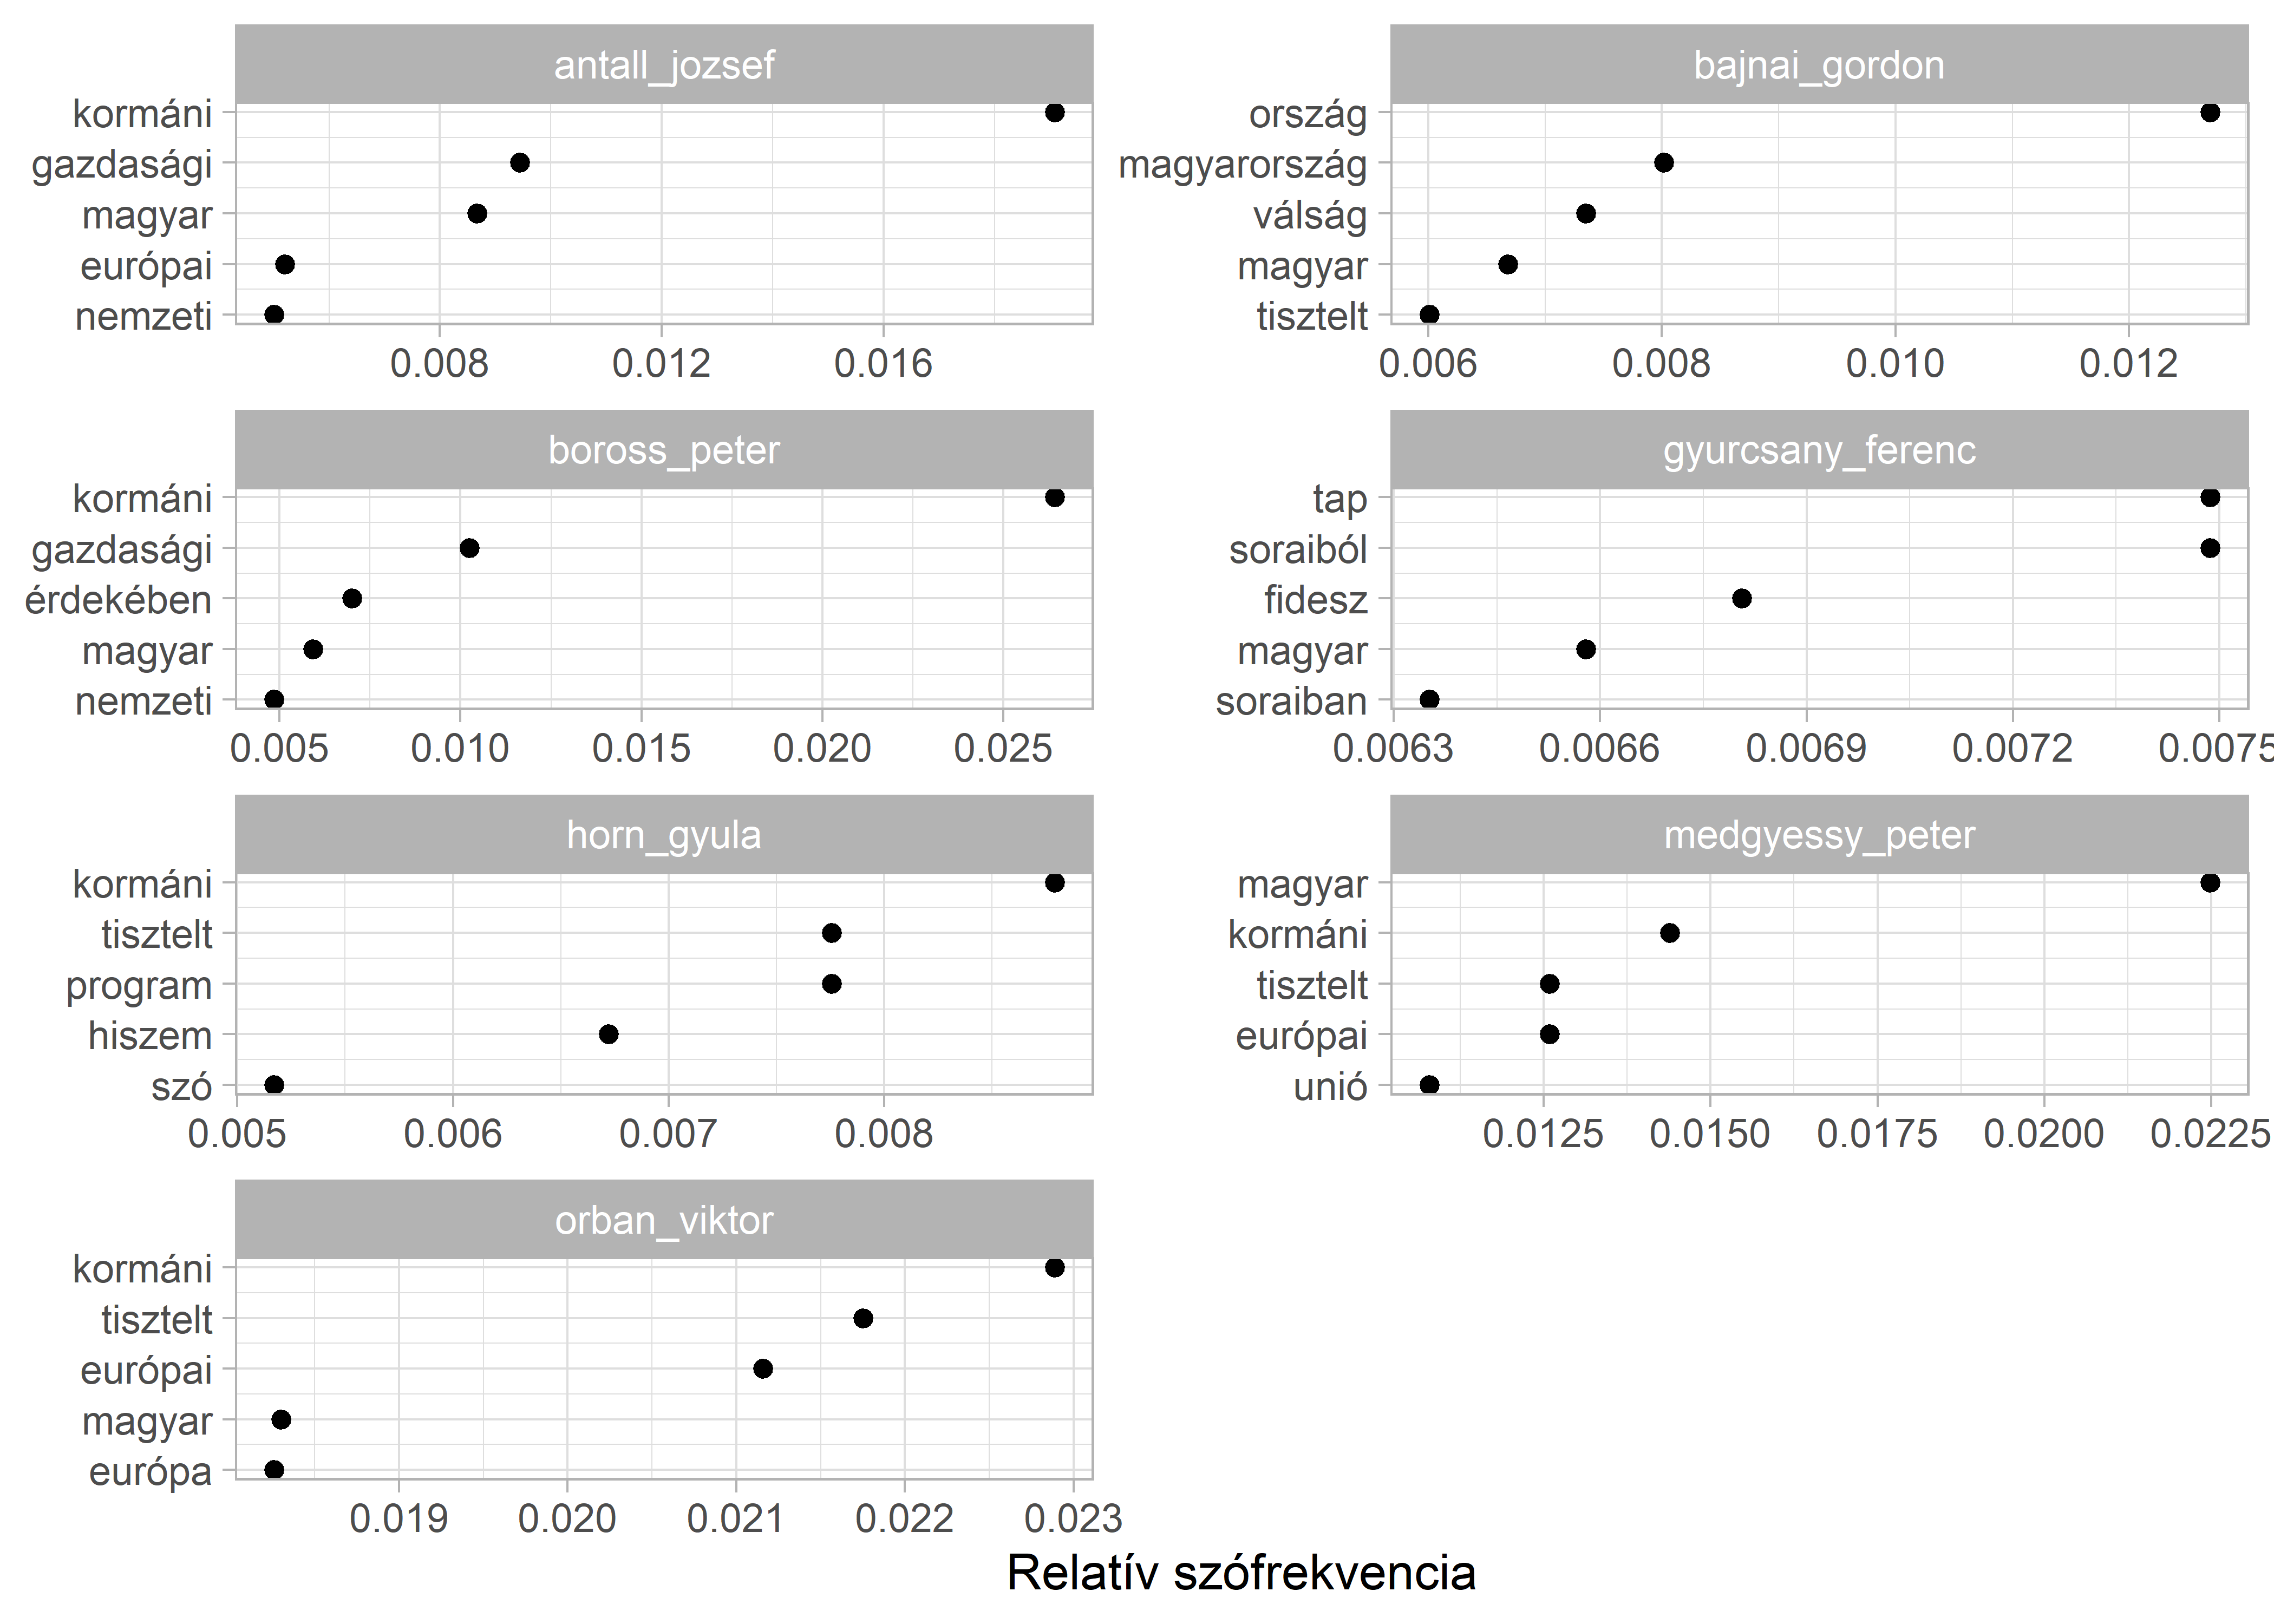 antall_jozsef
kormáni
gazdasági
magyar
európai
nemzeti
0.008 0.012 0.016
bajnai_gordon
ország
magyarország
válság
magyar
tisztelt
0.006 0.008 0.010 0.012
boross_peter
kormáni
gazdasági
érdekében
magyar
nemzeti
0.005 0.010 0.015 0.020 0.025
gyurcsany_ferenc
tap
soraiból
fidesz
magyar
soraiban
0.0063 0.0066 0.0069 0.0072 0.0075
horn_gyula
kormáni
tisztelt
program
hiszem
szó
0.005 0.006 0.007 0.008
medgyessy_peter
magyar
kormáni
tisztelt
európai
unió
0.0125 0.0150 0.0175 0.0200 0.0225
orban_viktor
kormáni
tisztelt
európai
magyar
európa
0.019 0.020 0.021 0.022 0.023
Relatív szófrekvencia